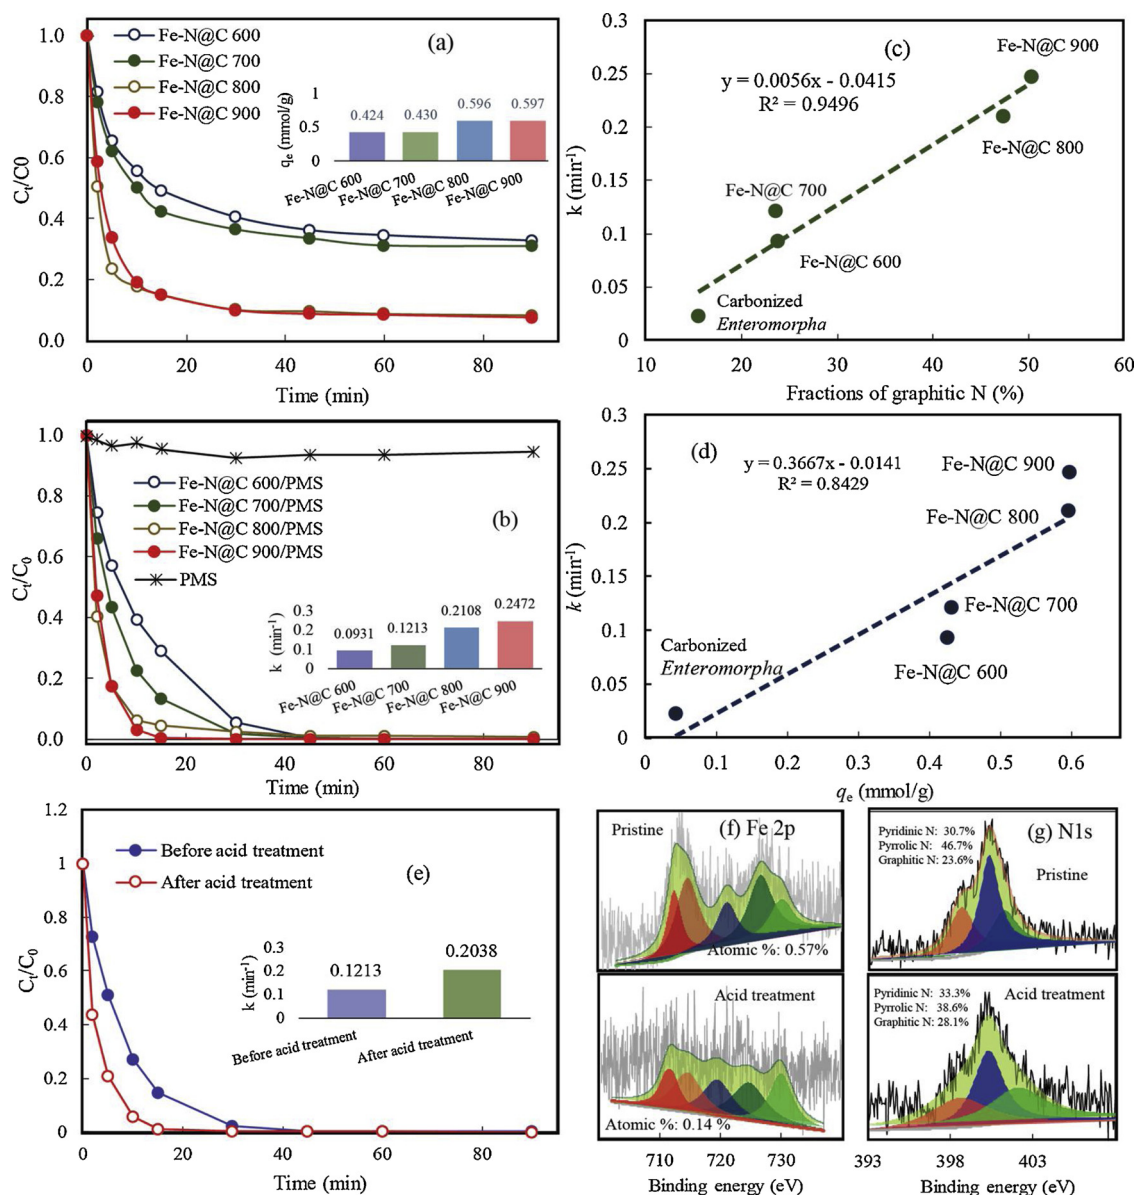 (a)
Fe-N@C 600
Fe-N@C 700
Fe-N@C 800
Fe-N@C 900
Ct/C0
1.0
0.8
0.6
0.4
0.2
0.0
0 20 40 60 80
Time (min)
qe (mmol/g)
1
0.5
0
0.424 0.430 0.596 0.597
Fe-N@C 600 Fe-N@C 700 Fe-N@C 800 Fe-N@C 900
(c)
y = 0.0056x - 0.0415
R² = 0.9496
Fe-N@C 900
Fe-N@C 800
Fe-N@C 700
Fe-N@C 600
Carbonized
Enteromorpha
k (min⁻¹)
0.3
0.25
0.2
0.15
0.1
0.05
0
10 20 30 40 50 60
Fractions of graphitic N (%)
(b)
Fe-N@C 600/PMS
Fe-N@C 700/PMS
Fe-N@C 800/PMS
Fe-N@C 900/PMS
PMS
Ct/C0
1.0
0.8
0.6
0.4
0.2
0.0
0 20 40 60 80
Time (min)
k (min⁻¹)
0.3
0.2
0.1
0
0.0931 0.1213 0.2108 0.2472
Fe-N@C 600 Fe-N@C 700 Fe-N@C 800 Fe-N@C 900
(d)
y = 0.3667x - 0.0141
R² = 0.8429
Fe-N@C 900
Fe-N@C 800
Fe-N@C 700
Fe-N@C 600
Carbonized
Enteromorpha
k (min⁻¹)
0.3
0.25
0.2
0.15
0.1
0.05
0
0 0.1 0.2 0.3 0.4 0.5 0.6
qe (mmol/g)
(e)
Before acid treatment
After acid treatment
Ct/C0
1.2
1
0.8
0.6
0.4
0.2
0
0 20 40 60 80
Time (min)
k (min⁻¹)
0.3
0.2
0.1
0
0.1213 0.2038
Before acid treatment After acid treatment
Pristine (f) Fe 2p
Atomic %: 0.57%
Acid treatment
Atomic %: 0.14 %
710 720 730
Binding energy (eV)
Pyridinic N: 30.7%
Pyrrolic N: 46.7%
Graphitic N: 23.6%
(g) N1s
Pristine
Pyridinic N: 33.3%
Pyrrolic N: 38.6%
Graphitic N: 28.1%
Acid treatment
393 398 403
Binding energy (eV)